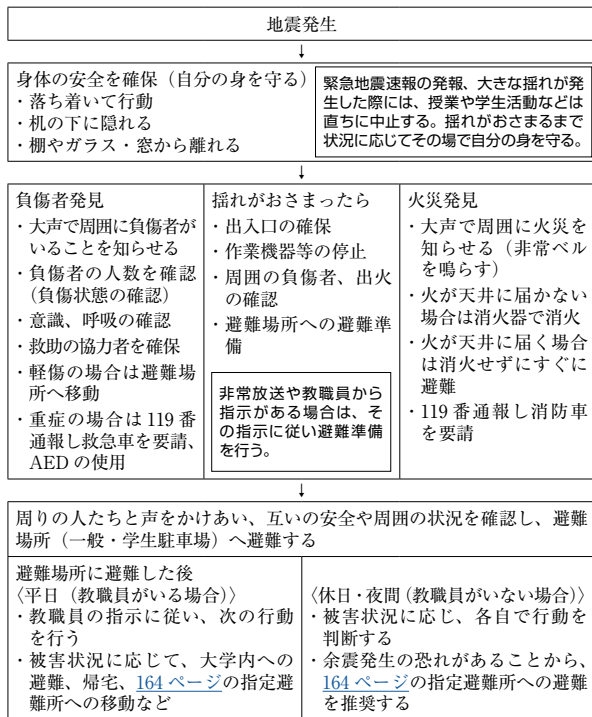 地震発生
↓
身体の安全を確保（自分の身を守る）
・落ち着いて行動
・机の下に隠れる
・棚やガラス・窓から離れる
緊急地震速報の発報、大きな揺れが発
生した際には、授業や学生活動などは
直ちに中止する。揺れがおさまるまで
状況に応じてその場で自分の身を守る。
↓
負傷者発見
・大声で周囲に負傷者が
いることを知らせる
・負傷者の人数を確認
（負傷状態の確認）
・意識、呼吸の確認
・救助の協力者を確保
・軽傷の場合は避難場
所へ移動
・重症の場合は 119 番
通報し救急車を要請、
AED の使用
揺れがおさまったら
・出入口の確保
・作業機器等の停止
・周囲の負傷者、出火
の確認
・避難場所への避難準
備
非常放送や教職員から
指示がある場合は、そ
の指示に従い避難準備
を行う。
火災発見
・大声で周囲に火災を
知らせる（非常ベル
を鳴らす）
・火が天井に届かない
場合は消火器で消火
・火が天井に届く場合
は消火せずにすぐに
避難
・119 番通報し消防車
を要請
↓
周りの人たちと声をかけあい、互いの安全や周囲の状況を確認し、避難
場所（一般・学生駐車場）へ避難する
避難場所に避難した後
〈平日（教職員がいる場合）〉
・教職員の指示に従い、次の行動
を行う
・被害状況に応じて、大学内への
避難、帰宅、164 ページの指定避
難所への移動など
〈休日・夜間（教職員がいない場合）〉
・被害状況に応じ、各自で行動を
判断する
・余震発生の恐れがあることから、
164 ページの指定避難所への避難
を推奨する